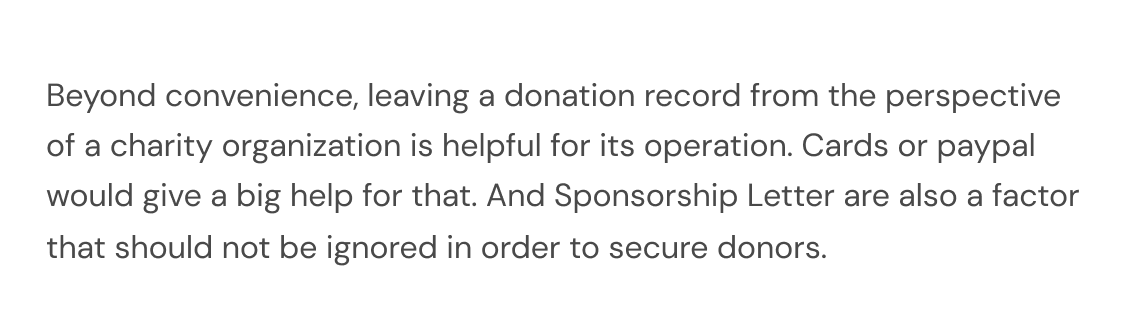 Beyond convenience, leaving a donation record from the perspective
of a charity organization is helpful for its operation. Cards or paypal
would give a big help for that. And Sponsorship Letter are also a factor
that should not be ignored in order to secure donors.